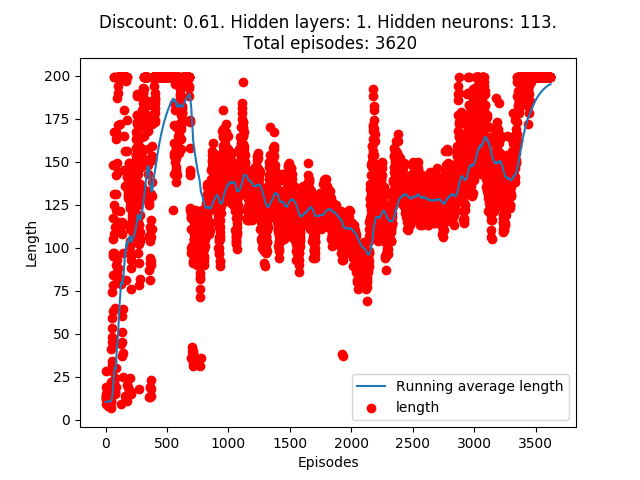 Discount: 0.61. Hidden layers: 1. Hidden neurons: 113.
Total episodes: 3620
200
175
150
125
100
75
50
25
0
Length
0 500 1000 1500 2000 2500 3000 3500
Episodes
Running average length
length